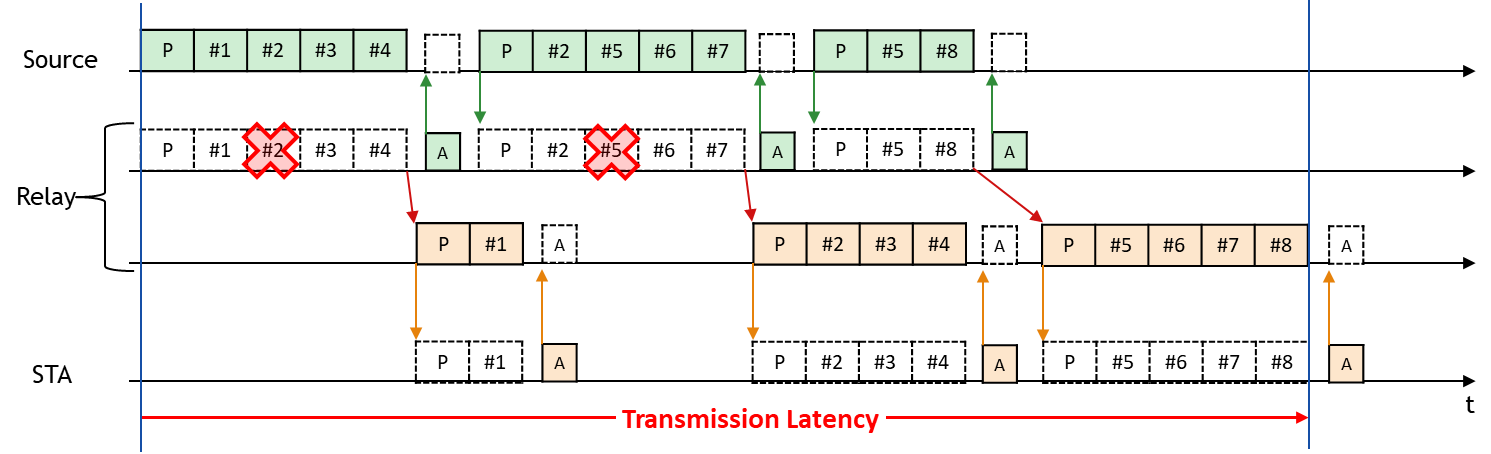 Source P #1 #2 #3 #4 P #2 #5 #6 #7 P #5 #8
P #1 #2 #3 #4 A P #2 #5 #6 #7 A P #5 #8 A
Relay
P #1 A P #2 #3 #4 A P #5 #6 #7 #8 A
STA P #1 A P #2 #3 #4 A P #5 #6 #7 #8 A
t
Transmission Latency